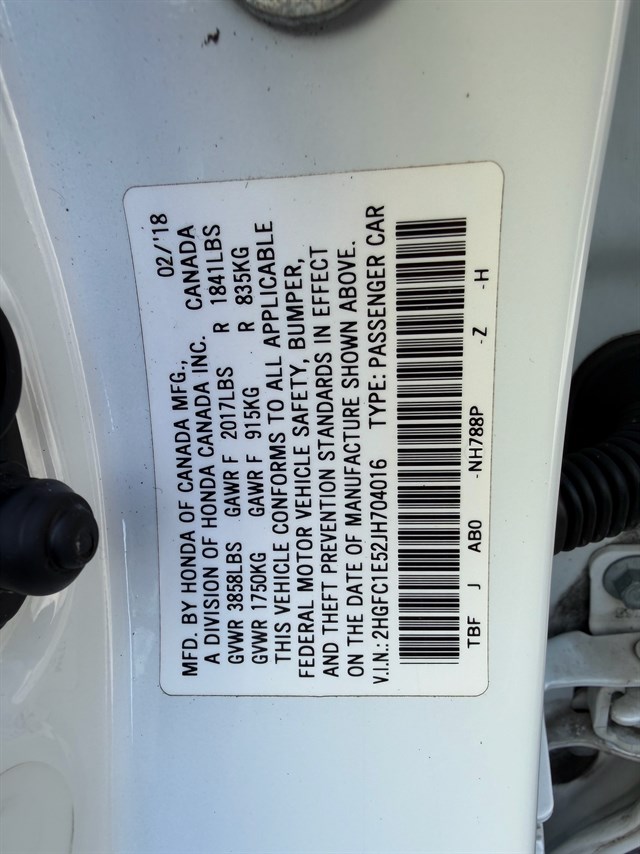 MFD. BY HONDA OF CANADA MFG., 02/'18
A DIVISION OF HONDA CANADA INC. CANADA
GVWR 3858LBS GAWR F 2017LBS R 1841LBS
GVWR 1750KG GAWR F 915KG R 835KG
THIS VEHICLE CONFORMS TO ALL APPLICABLE
FEDERAL MOTOR VEHICLE SAFETY, BUMPER,
AND THEFT PREVENTION STANDARDS IN EFFECT
ON THE DATE OF MANUFACTURE SHOWN ABOVE.
V.I.N.: 2HGFC1E52JH704016 TYPE: PASSENGER CAR
TBF J AB0 -NH788P -Z -H